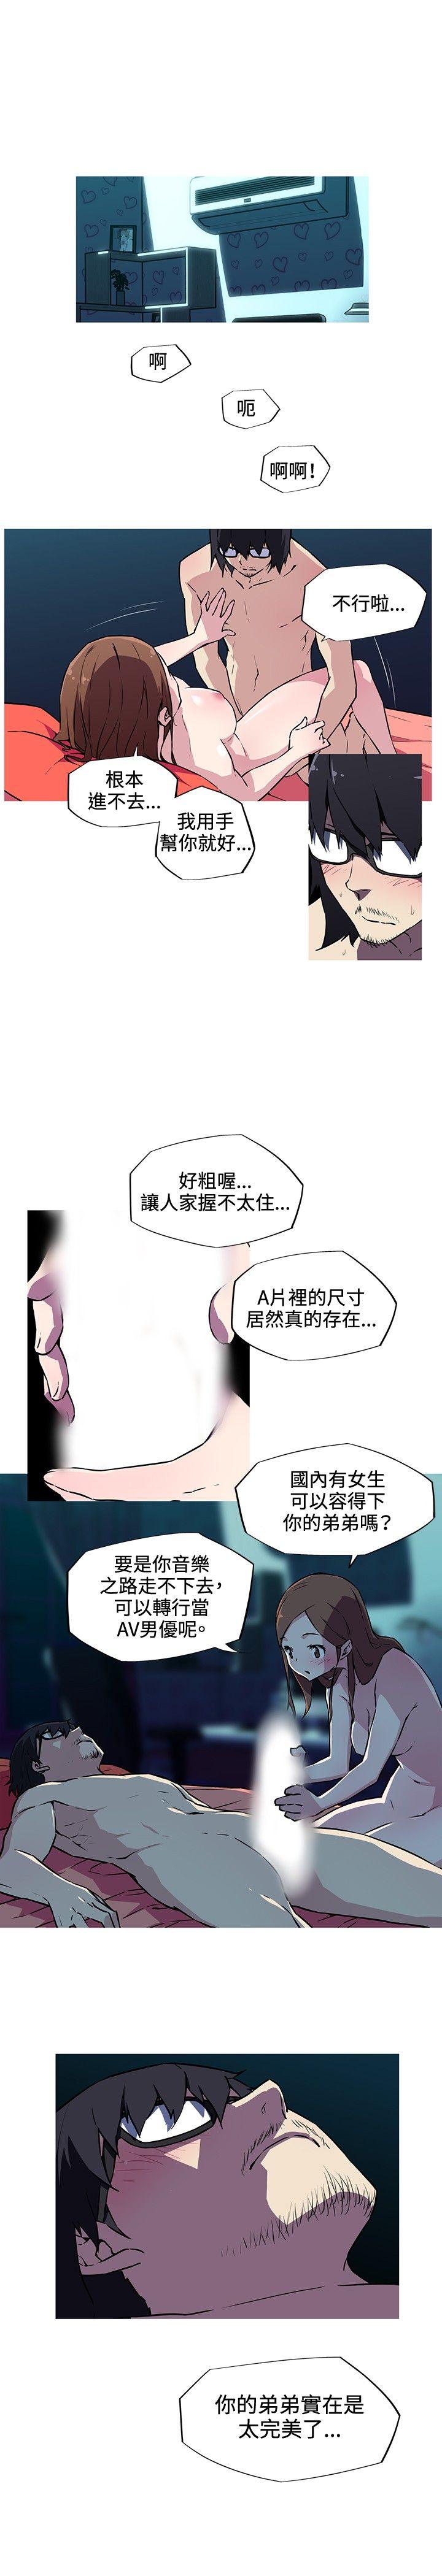 啊
呃
啊啊!
不行啦...
根本
進不去...
我用手
幫你就好...
好粗喔...
讓人家握不太住...
A片裡的尺寸
居然真的存在...
國內有女生
可以容得下
你的弟弟嗎？
要是你音樂
之路走不下去，
可以轉行當
AV男優呢。
你的弟弟實在是
太完美了...